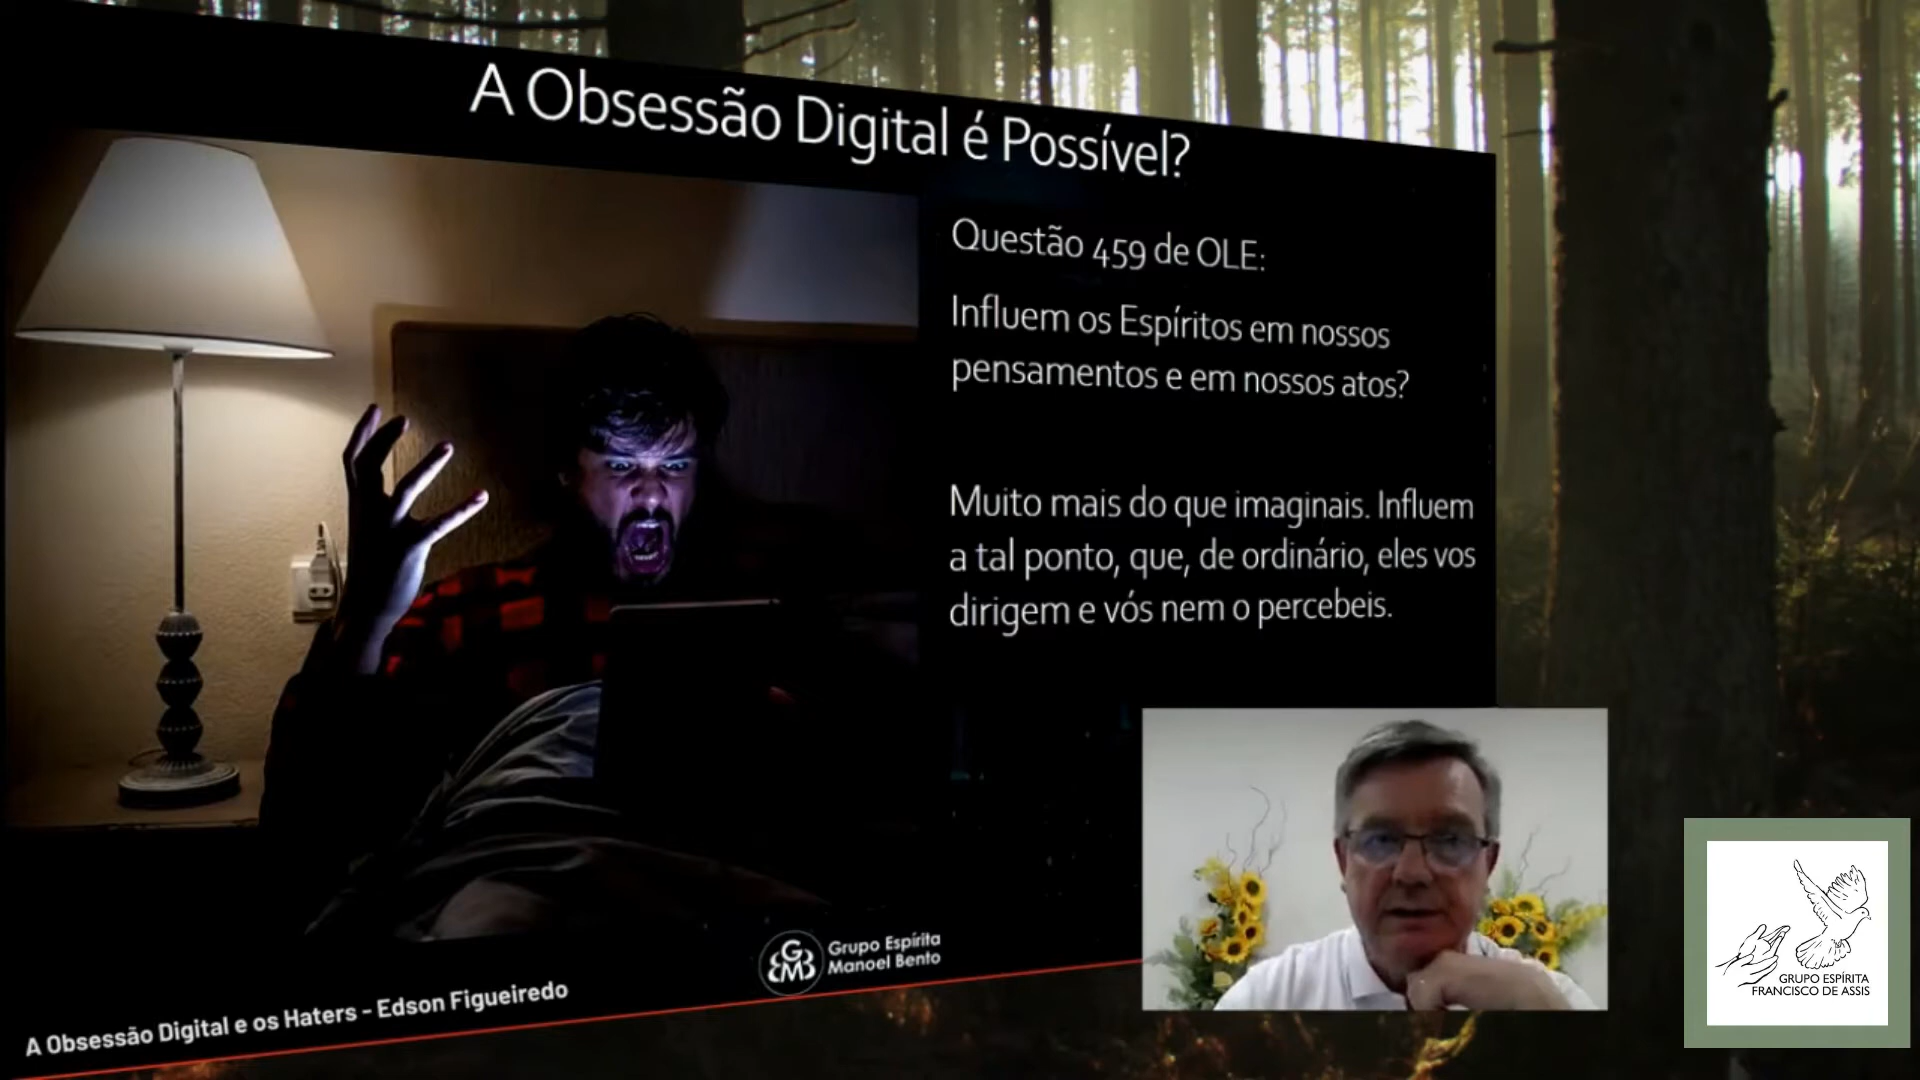 A Obsessão Digital é Possível?
Questão 459 de OLE:
Influem os Espíritos em nossos
pensamentos e em nossos atos?
Muito mais do que imaginais. Influem
a tal ponto, que, de ordinário, eles vos
dirigem e vós nem o percebeis.
GEMB
Grupo Espírita
Manoel Bento
A Obsessão Digital e os Haters - Edson Figueiredo
GRUPO ESPÍRITA
FRANCISCO DE ASSIS